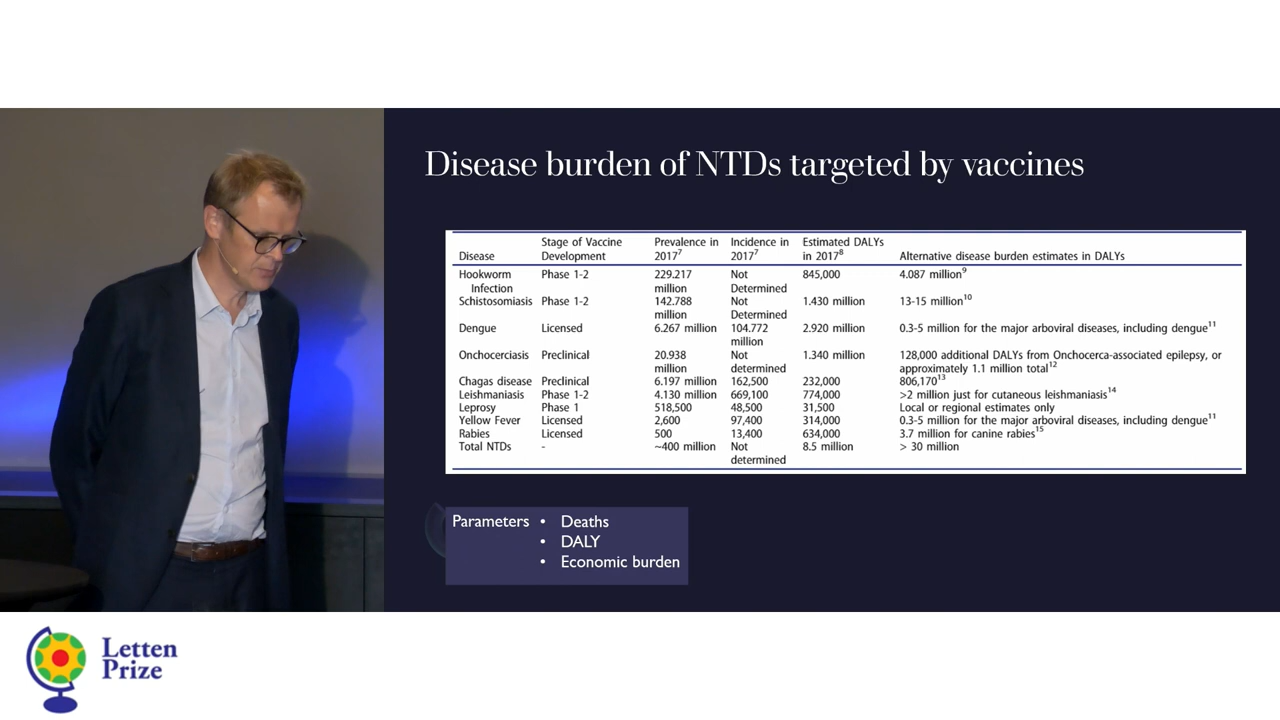 Disease burden of NTDs targeted by vaccines
Disease Stage of Vaccine Development Prevalence in 2017⁷ Incidence in 2017⁷ Estimated DALYs in 2017⁸ Alternative disease burden estimates in DALYs
Hookworm Infection Phase 1-2 229.217 million Not Determined 845,000 4.087 million⁹
Schistosomiasis Phase 1-2 142.788 million Not Determined 1.430 million 13-15 million¹⁰
Dengue Licensed 6.267 million 104.772 million 2.920 million 0.3-5 million for the major arboviral diseases, including dengue¹¹
Onchocerciasis Preclinical 20.938 million Not determined 1.340 million 128,000 additional DALYs from Onchocerca-associated epilepsy, or approximately 1.1 million total¹²
Chagas disease Preclinical 6.197 million 162,500 232,000 806,170¹³
Leishmaniasis Phase 1-2 4.130 million 669,100 774,000 >2 million just for cutaneous leishmaniasis¹⁴
Leprosy Phase 1 518,500 48,500 31,500 Local or regional estimates only
Yellow Fever Licensed 2,600 97,400 314,000 0.3-5 million for the major arboviral diseases, including dengue¹¹
Rabies Licensed 500 13,400 634,000 3.7 million for canine rabies¹⁵
Total NTDs - ~400 million Not determined 8.5 million > 30 million
Parameters • Deaths
• DALY
• Economic burden
Letten
Prize